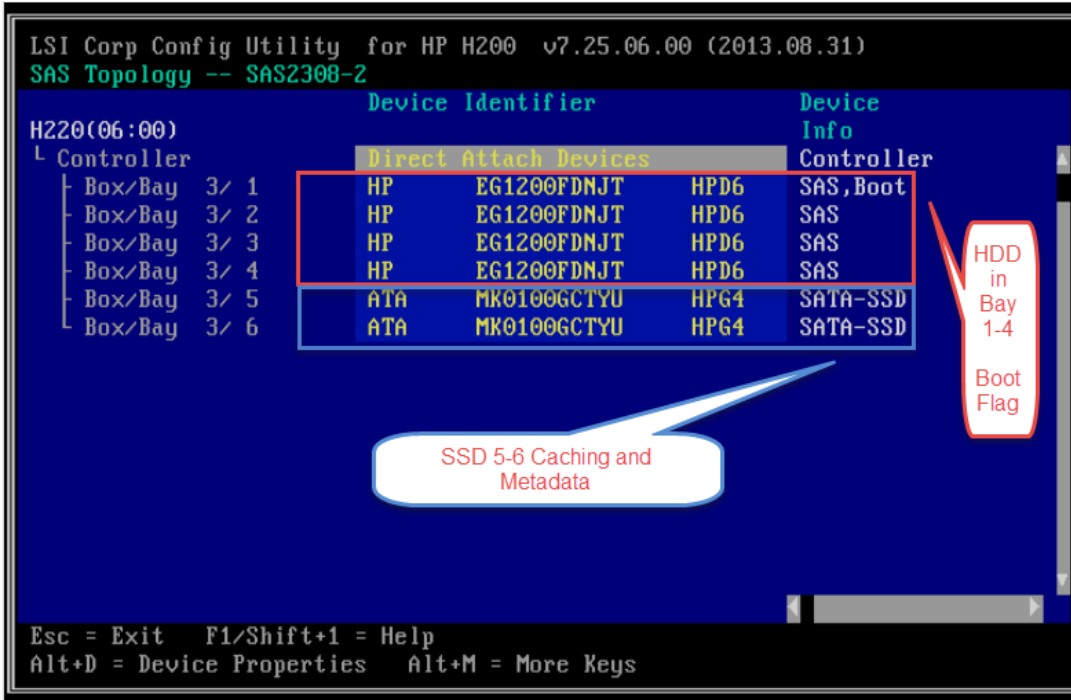 LSI Corp Config Utility for HP H200 v7.25.06.00 (2013.08.31)
SAS Topology -- SAS2308-2
Device Identifier Device
H220(06:00) Info
Controller Direct Attach Devices Controller
Box/Bay 3/ 1 HP EG1200FDNJT HPD6 SAS,Boot
Box/Bay 3/ 2 HP EG1200FDNJT HPD6 SAS
Box/Bay 3/ 3 HP EG1200FDNJT HPD6 SAS
Box/Bay 3/ 4 HP EG1200FDNJT HPD6 SAS
Box/Bay 3/ 5 ATA MK0100GCTYU HPG4 SATA-SSD
Box/Bay 3/ 6 ATA MK0100GCTYU HPG4 SATA-SSD
HDD
in
Bay
1-4
Boot
Flag
SSD 5-6 Caching and
Metadata
Esc = Exit F1/Shift+1 = Help
Alt+D = Device Properties Alt+M = More Keys